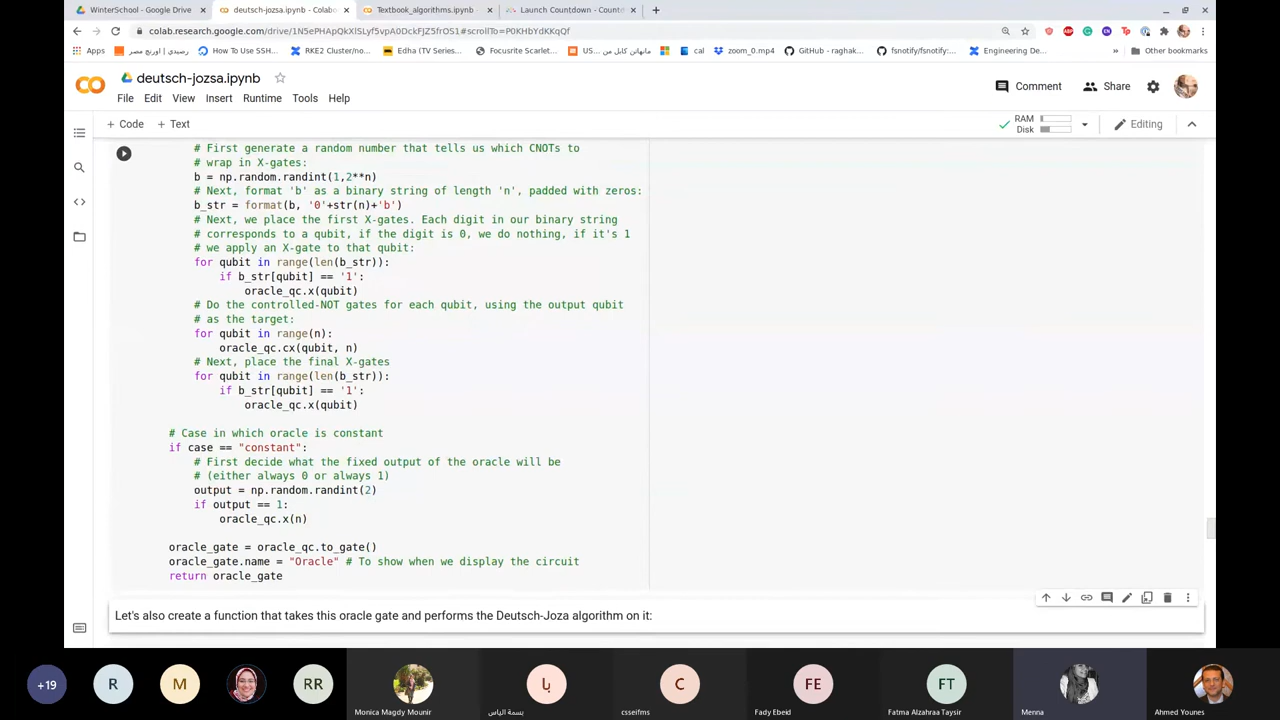 WinterSchool - Google Drive
deutsch-jozsa.ipynb - Colabo
Textbook_algorithms.ipynb
Launch Countdown - Count
colab.research.google.com/drive/1N5ePHApQkXlSLyf5vpA0DckFJZ5frOS1#scrollTo=P0KHbYdKKqQf
Apps
رصيدي | اورنچ مصر
How To Use SSH...
RKE2 Cluster/no...
Edha (TV Series...
Focusrite Scarlet...
US... ماتهاتن كابل من
cal
zoom_0.mp4
GitHub - raghak...
fsnotify/fsnotify:...
Engineering De...
Other bookmarks
deutsch-jozsa.ipynb
File Edit View Insert Runtime Tools Help
Comment
Share
+ Code + Text
RAM
Disk
Editing
# First generate a random number that tells us which CNOTs to
# wrap in X-gates:
b = np.random.randint(1,2**n)
# Next, format 'b' as a binary string of length 'n', padded with zeros:
b_str = format(b, '0'+str(n)+'b')
# Next, we place the first X-gates. Each digit in our binary string
# corresponds to a qubit, if the digit is 0, we do nothing, if it's 1
# we apply an X-gate to that qubit:
for qubit in range(len(b_str)):
if b_str[qubit] == '1':
oracle_qc.x(qubit)
# Do the controlled-NOT gates for each qubit, using the output qubit
# as the target:
for qubit in range(n):
oracle_qc.cx(qubit, n)
# Next, place the final X-gates
for qubit in range(len(b_str)):
if b_str[qubit] == '1':
oracle_qc.x(qubit)
# Case in which oracle is constant
if case == "constant":
# First decide what the fixed output of the oracle will be
# (either always 0 or always 1)
output = np.random.randint(2)
if output == 1:
oracle_qc.x(n)
oracle_gate = oracle_qc.to_gate()
oracle_gate.name = "Oracle" # To show when we display the circuit
return oracle_gate
Let's also create a function that takes this oracle gate and performs the Deutsch-Joza algorithm on it:
+19
R
M
RR
Monica Magdy Mounir
با
بسمة الياس
C
csseifms
FE
Fady Ebeid
FT
Fatma Alzahraa Taysir
Menna
Ahmed Younes